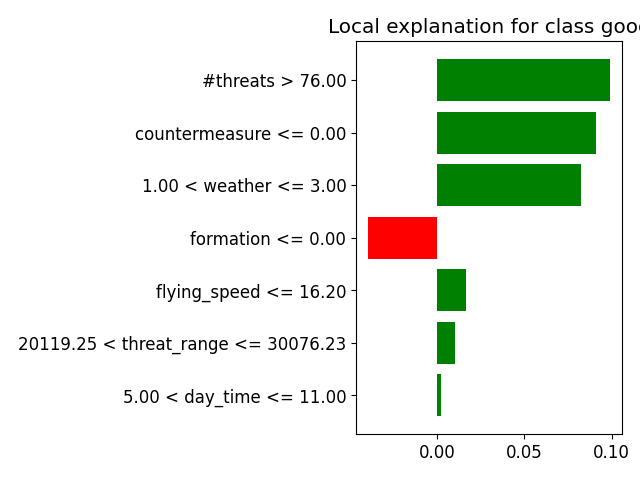 Local explanation for class good
#threats > 76.00
countermeasure <= 0.00
1.00 < weather <= 3.00
formation <= 0.00
flying_speed <= 16.20
20119.25 < threat_range <= 30076.23
5.00 < day_time <= 11.00
0.00 0.05 0.10